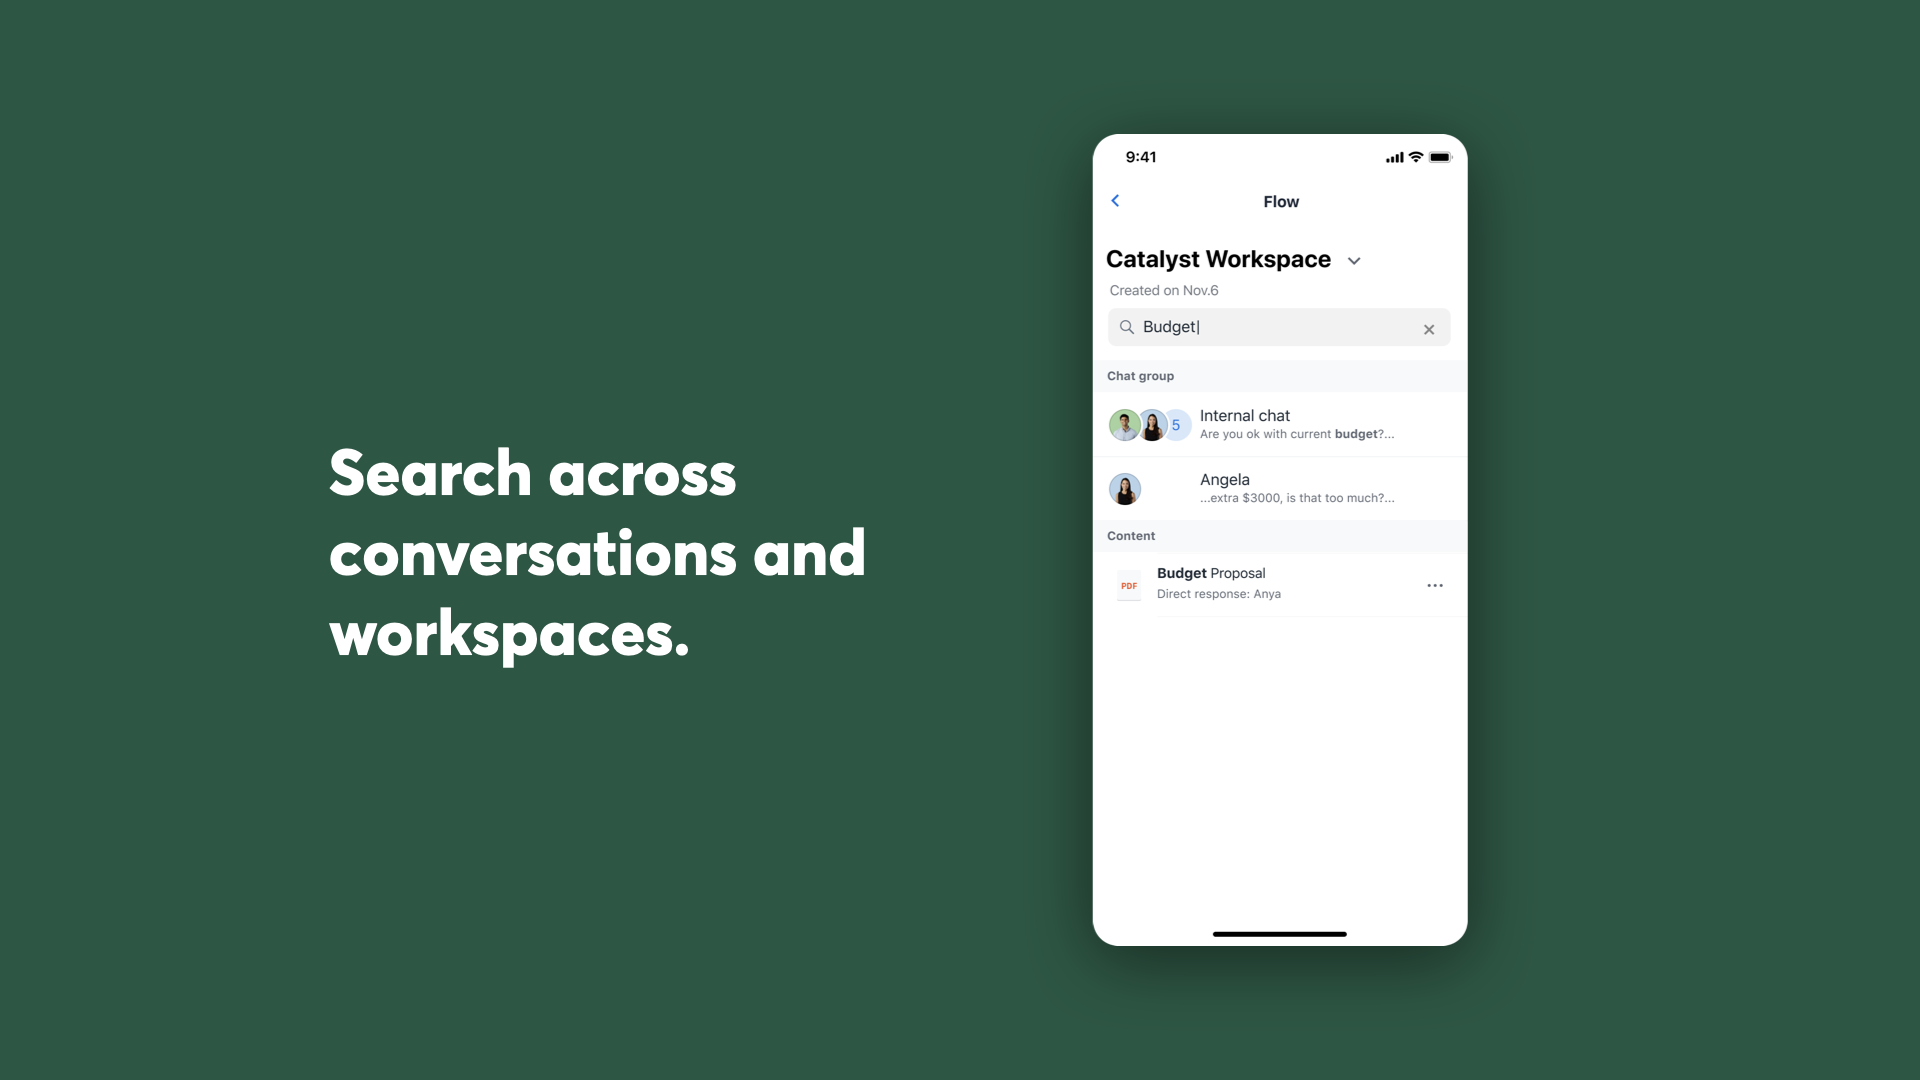 Search across
conversations and
workspaces.
9:41
Flow
Catalyst Workspace
Created on Nov.6
Budget
Chat group
5
Internal chat
Are you ok with current budget?...
Angela
...extra $3000, is that too much?...
Content
PDF
Budget Proposal
Direct response: Anya